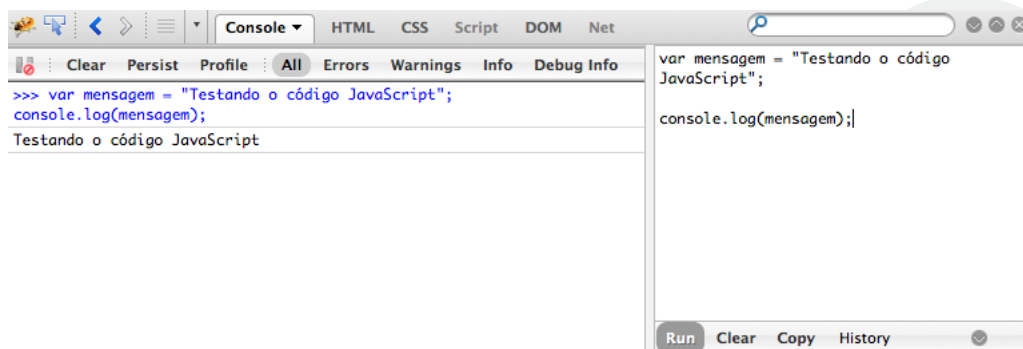 Console HTML CSS Script DOM Net
Clear Persist Profile All Errors Warnings Info Debug Info
>>> var mensagem = "Testando o código JavaScript";
console.log(mensagem);
Testando o código JavaScript
var mensagem = "Testando o código
JavaScript";
console.log(mensagem);
Run Clear Copy History